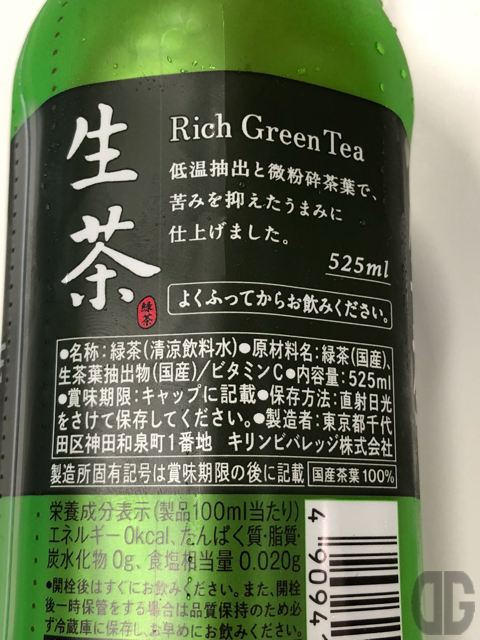 生茶
Rich Green Tea
低温抽出と微粉砕茶葉で、
苦みを抑えたうまみに
仕上げました。
525ml
緑茶
よくふってからお飲みください。
●名称:緑茶(清涼飲料水)●原材料名:緑茶(国産)、
生茶葉抽出物(国産)/ビタミンC●内容量:525ml
●賞味期限:キャップに記載●保存方法:直射日光
をさけて保存してください。●製造者:東京都千代
田区神田和泉町1番地 キリンビバレッジ株式会社
製造所固有記号は賞味期限の後に記載 国産茶葉100%
栄養成分表示(製品100ml当たり)
エネルギー0kcal、たんぱく質・脂質・
炭水化物0g、食塩相当量0.020g
●開栓後はすぐにお飲みください。また、開栓
後一時保管をする場合は品質保持のため必
ず冷蔵庫に保存し、お早めにお飲みください。
4 9094
DG